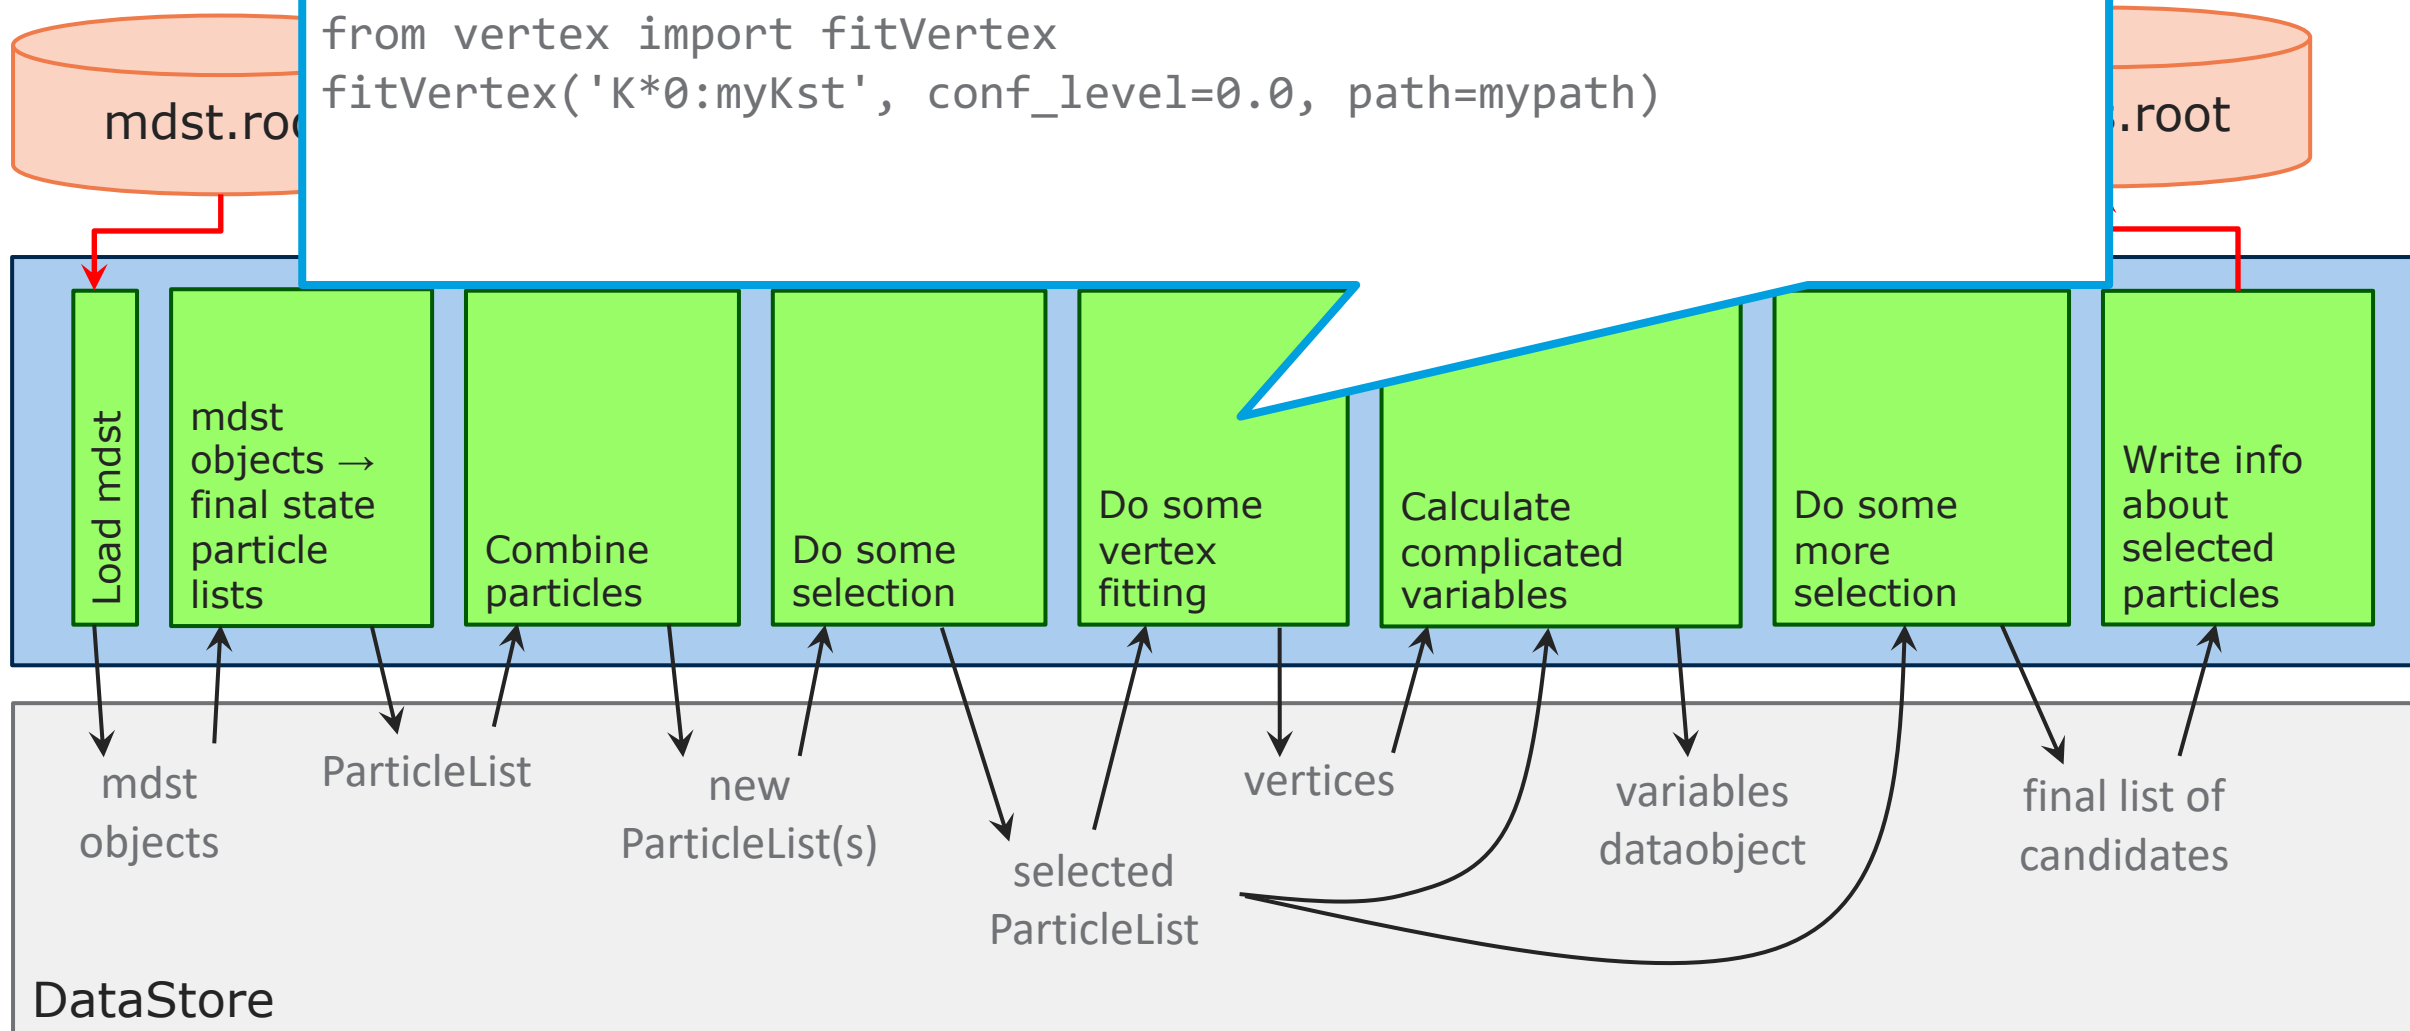 from vertex import fitVertex
fitVertex('K*0:myKst', conf_level=0.0, path=mypath)
.root
Load mdst
mdst
objects →
final state
particle
lists
Combine
particles
Do some
selection
Do some
vertex
fitting
Calculate
complicated
variables
Do some
more
selection
Write info
about
selected
particles
mdst
objects
ParticleList
new
ParticleList(s)
selected
ParticleList
vertices
variables
dataobject
final list of
candidates
DataStore